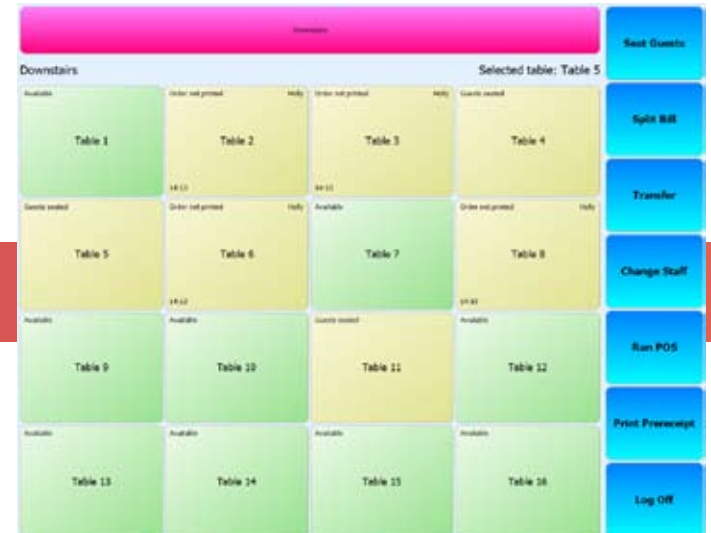 Downstairs
Downstairs
Selected table: Table 5
Available
Table 1
Order not printed Holly
Table 2
14:13
Order not printed Holly
Table 3
Guests seated
Table 4
Guests seated
Table 5
Order not printed Holly
Table 6
14:12
Available
Table 7
Order not printed Holly
Table 8
Available
Table 9
Available
Table 10
Guests seated
Table 11
Available
Table 12
Available
Table 13
Available
Table 14
Available
Table 15
Available
Table 16
Seat Guests
Split Bill
Transfer
Change Staff
Run POS
Print Prereceipt
Log Off